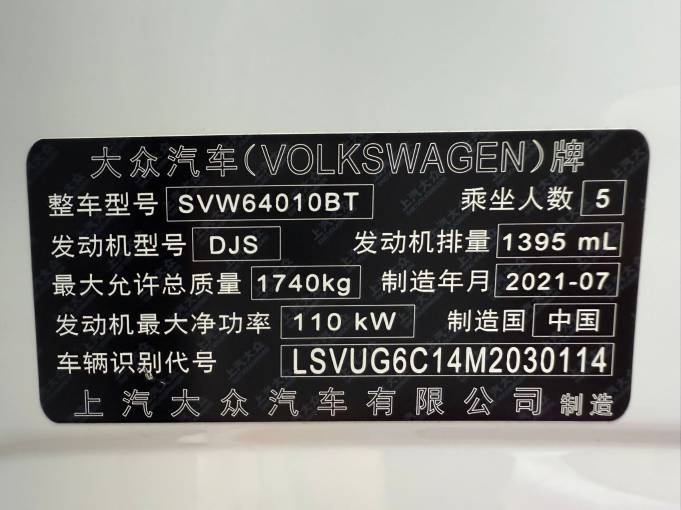 大众汽车(VOLKSWAGEN)牌
整车型号 SVW64010BT 乘坐人数 5
发动机型号 DJS 发动机排量 1395 mL
最大允许总质量 1740kg 制造年月 2021-07
发动机最大净功率 110 kW 制造国 中国
车辆识别代号 LSVUG6C14M2030114
上汽大众汽车有限公司 制造